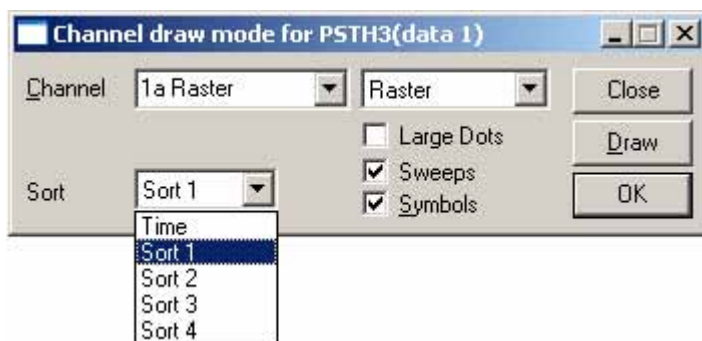 Channel draw mode for PSTH3(data 1)
Channel 1a Raster Raster Close
Large Dots Draw
Sweeps
Sort Sort 1 OK
Symbols
Time
Sort 1
Sort 2
Sort 3
Sort 4